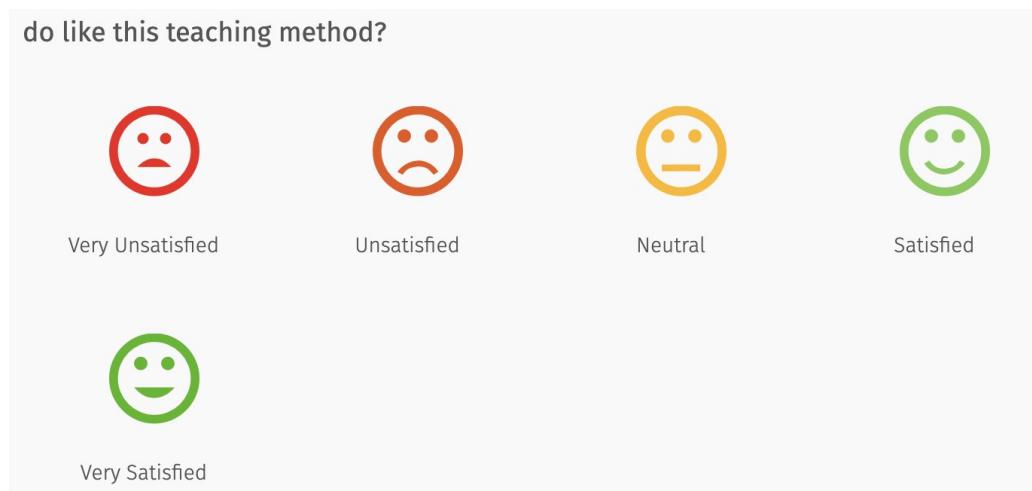 do like this teaching method?
Very Unsatisfied
Unsatisfied
Neutral
Satisfied
Very Satisfied